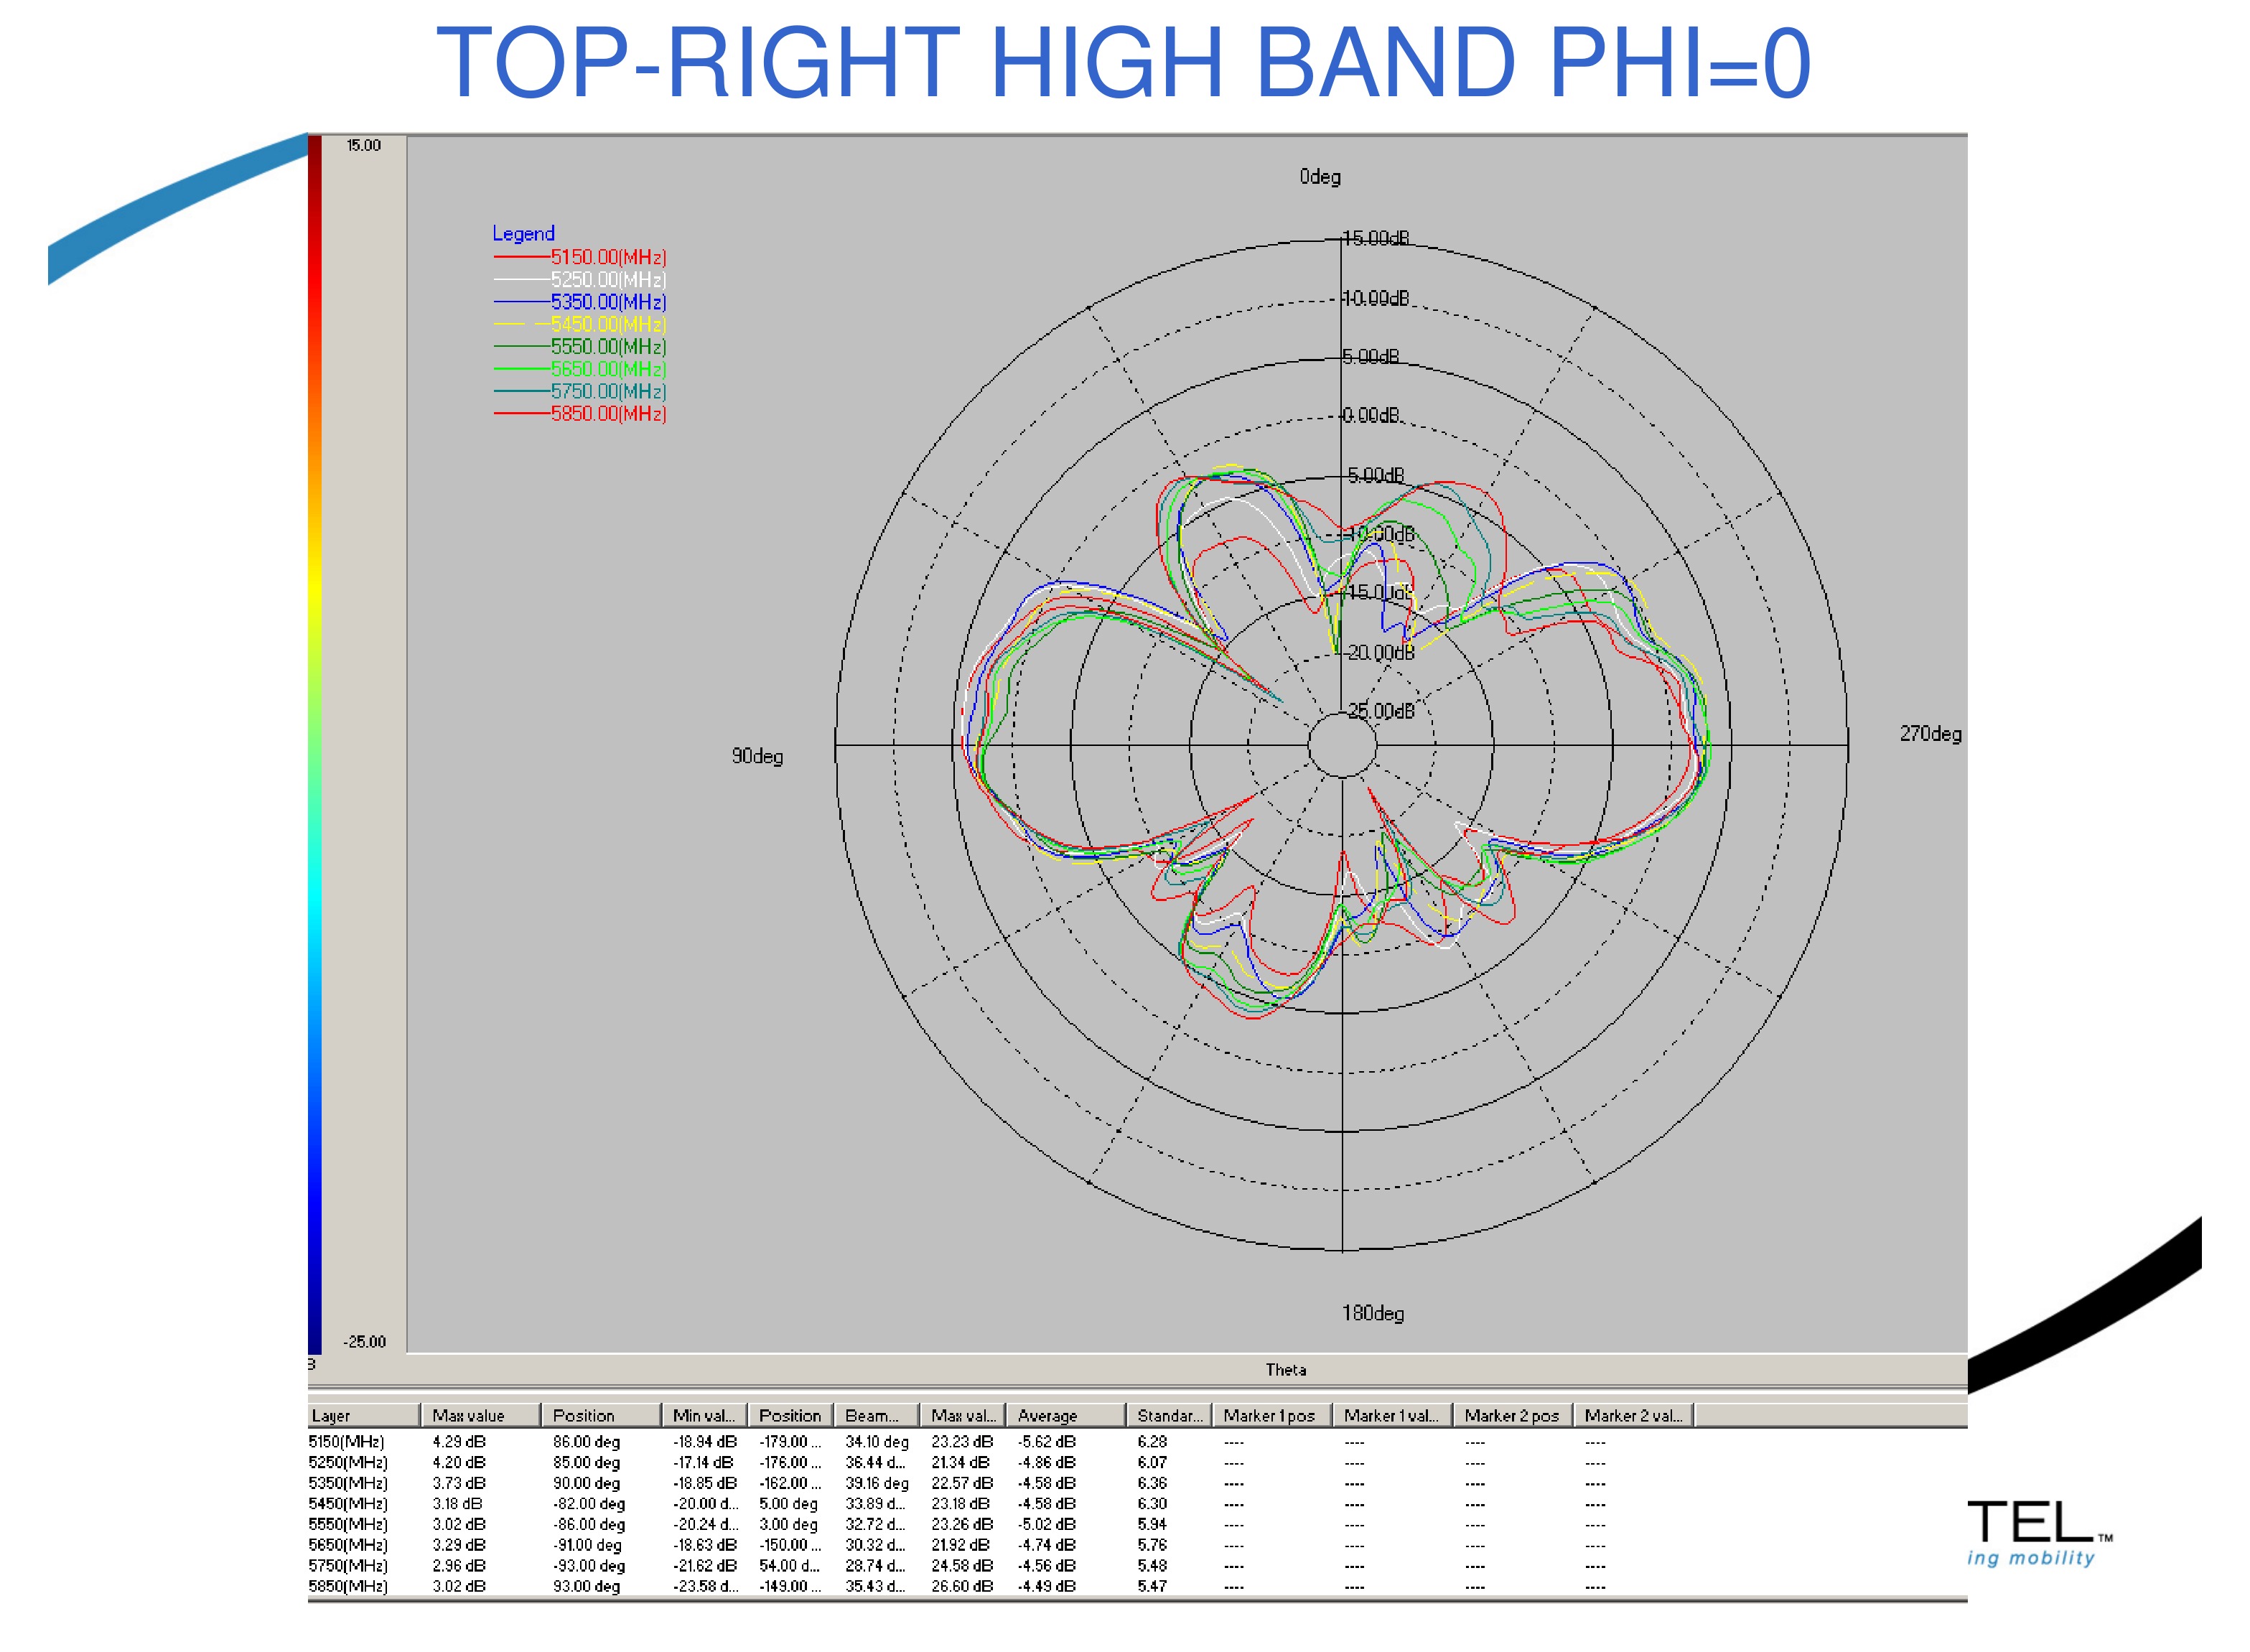 TOP-RIGHT HIGH BAND PHI=0
15.00
0deg
Legend
5150.00(MHz)
5250.00(MHz)
5350.00(MHz)
5450.00(MHz)
5550.00(MHz)
5650.00(MHz)
5750.00(MHz)
5850.00(MHz)
15.00dB
10.00dB
5.00dB
0.00dB
-5.00dB
-10.00dB
-15.00dB
-20.00dB
-25.00dB
90deg
270deg
180deg
-25.00
Theta
Layer Max value Position Min val... Position Beam... Max val... Average Standar... Marker 1 pos Marker 1 val... Marker 2 pos Marker 2 val...
5150(MHz) 4.29 dB 86.00 deg -18.94 dB -179.00 ... 34.10 deg 23.23 dB -5.62 dB 6.28 ---- ---- ---- ----
5250(MHz) 4.20 dB 85.00 deg -17.14 dB -176.00 ... 36.44 d... 21.34 dB -4.86 dB 6.07 ---- ---- ---- ----
5350(MHz) 3.73 dB 90.00 deg -18.85 dB -162.00 ... 39.16 deg 22.57 dB -4.58 dB 6.36 ---- ---- ---- ----
5450(MHz) 3.18 dB -82.00 deg -20.00 d... 5.00 deg 33.89 d... 23.18 dB -4.58 dB 6.30 ---- ---- ---- ----
5550(MHz) 3.02 dB -86.00 deg -20.24 d... 3.00 deg 32.72 d... 23.26 dB -5.02 dB 5.94 ---- ---- ---- ----
5650(MHz) 3.29 dB -91.00 deg -18.63 dB -150.00 ... 30.32 d... 21.92 dB -4.74 dB 5.76 ---- ---- ---- ----
5750(MHz) 2.96 dB -93.00 deg -21.62 dB 54.00 d... 28.74 d... 24.58 dB -4.56 dB 5.48 ---- ---- ---- ----
5850(MHz) 3.02 dB 93.00 deg -23.58 d... -149.00 ... 35.43 d... 26.60 dB -4.49 dB 5.47 ---- ---- ---- ----
TEL™
ing mobility